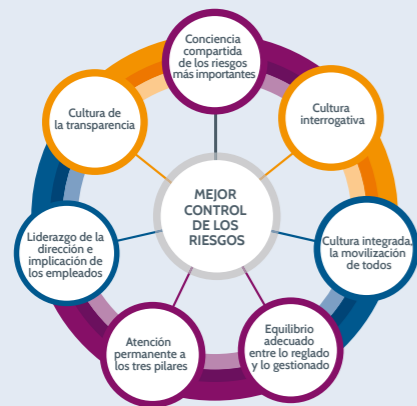 Conciencia
compartida
de los riesgos
más importantes
Cultura
interrogativa
Cultura integrada,
la movilización
de todos
Equilibrio
adecuado
entre lo reglado
y lo gestionado
Atención
permanente a
los tres pilares
Liderazgo de la
dirección e
implicación de
los empleados
Cultura de
la transparencia
MEJOR
CONTROL
DE LOS
RIESGOS